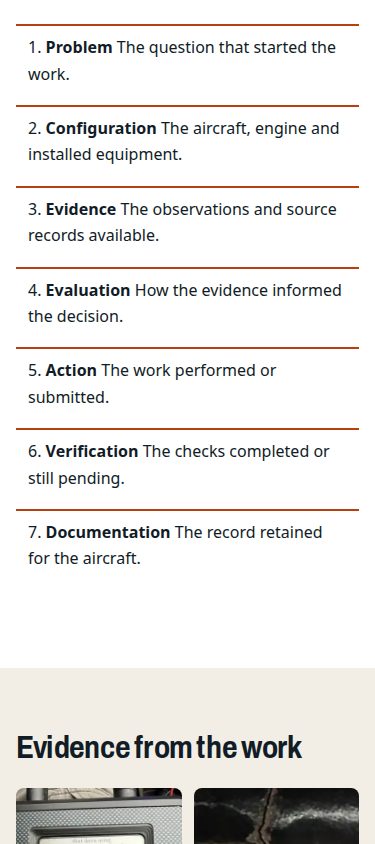 1. Problem The question that started the
work.
2. Configuration The aircraft, engine and
installed equipment.
3. Evidence The observations and source
records available.
4. Evaluation How the evidence informed
the decision.
5. Action The work performed or
submitted.
6. Verification The checks completed or
still pending.
7. Documentation The record retained
for the aircraft.
Evidence from the work